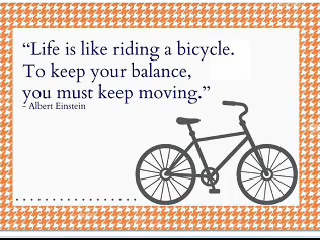 “Life is like riding a bicycle.
To keep your balance,
you must keep moving.”
- Albert Einstein